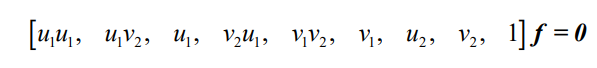 [u₁u₁, u₁v₂, u₁, v₂u₁, v₁v₂, v₁, u₂, v₂, 1] f = 0